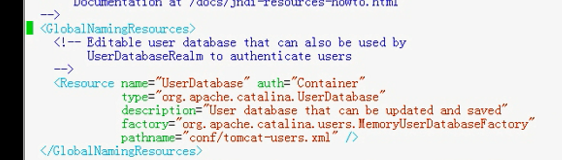 Documentation at /docs/jndi-resources-howto.html
-->
<GlobalNamingResources>
<!-- Editable user database that can also be used by
UserDatabaseRealm to authenticate users
-->
<Resource name="UserDatabase" auth="Container"
type="org.apache.catalina.UserDatabase"
description="User database that can be updated and saved"
factory="org.apache.catalina.users.MemoryUserDatabaseFactory"
pathname="conf/tomcat-users.xml" />
</GlobalNamingResources>